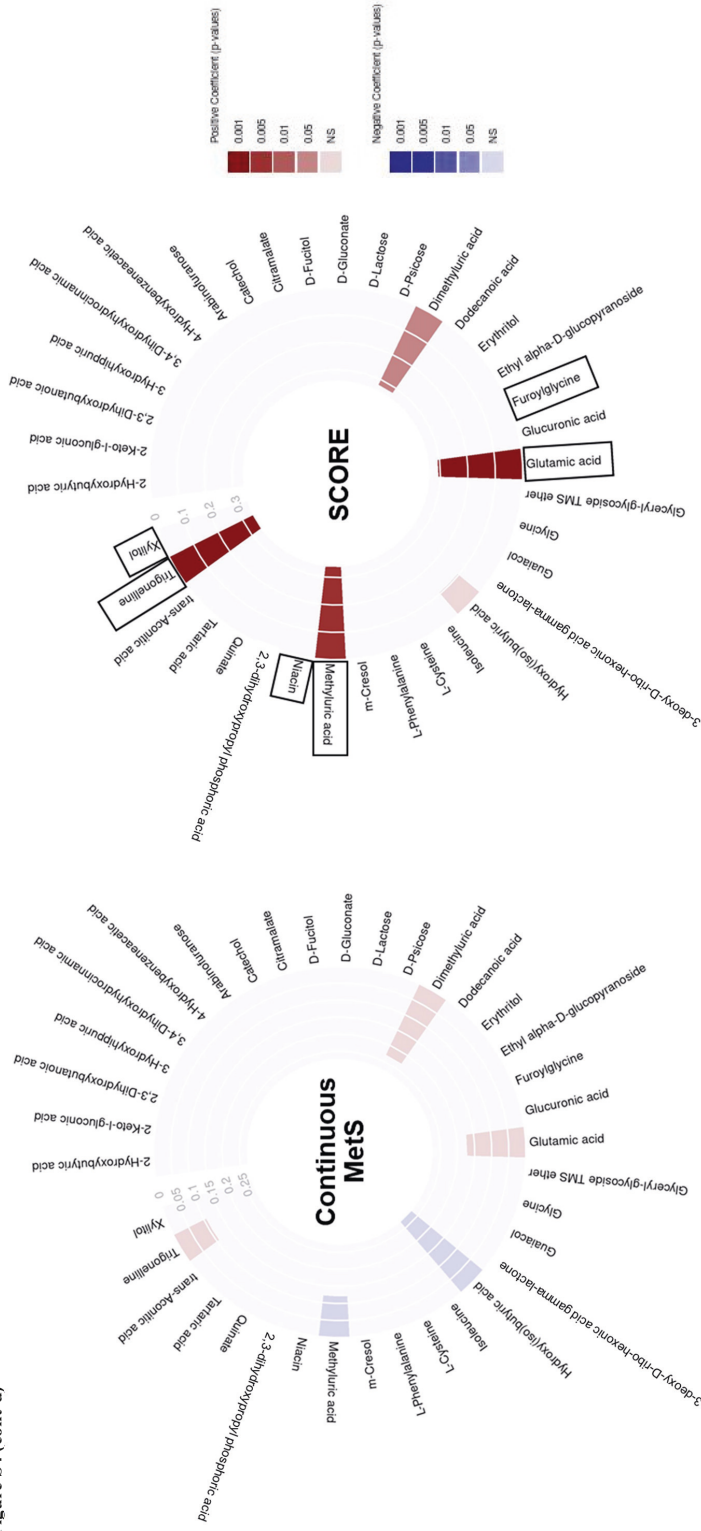 Positive Coefficient (p-values)
0.001
0.005
0.01
0.05
NS
Negative Coefficient (p-values)
0.001
0.005
0.01
0.05
NS
SCORE
0
0.1
0.2
0.3
2-Hydroxybutyric acid
2-Keto-l-gluconic acid
2,3-Dihydroxybutanoic acid
3-Hydroxyhippuric acid
3,4-Dihydroxyhydrocinnamic acid
4-Hydroxybenzeneacelic acid
Arabinofuranose
Catechol
Citramalate
D-Fucitol
D-Gluconate
D-Lactose
D-Psicose
Dimethyluric acid
Dodecanoic acid
Erythritol
Ethyl alpha-D-glucopyranoside
Furoylglycine
Glucuronic acid
Glutamic acid
Glyceryl-glycoside TMS ether
Glycine
Guaiacol
3-deoxy-D-ribo-hexonic acid gamma-lactone
Hydroxy(iso)butyric acid
Isoleucine
L-Cysteine
L-Phenylalanine
m-Cresol
Methyluric acid
Niacin
2,3-dihydroxypropyl phosphoric acid
Quinate
Tartaric acid
trans-Aconitic acid
Trigonelline
Xylitol
Continuous
MetS
0
0.05
0.1
0.15
0.2
0.25
2-Hydroxybutyric acid
2-Keto-l-gluconic acid
2,3-Dihydroxybutanoic acid
3-Hydroxyhippuric acid
3,4-Dihydroxyhydrocinnamic acid
4-Hydroxybenzeneacelic acid
Arabinofuranose
Catechol
Citramalate
D-Fucitol
D-Gluconate
D-Lactose
D-Psicose
Dimethyluric acid
Dodecanoic acid
Erythritol
Ethyl alpha-D-glucopyranoside
Furoylglycine
Glucuronic acid
Glutamic acid
Glyceryl-glycoside TMS ether
Glycine
Guaiacol
3-deoxy-D-ribo-hexonic acid gamma-lactone
Hydroxy(iso)butyric acid
Isoleucine
L-Cysteine
L-Phenylalanine
m-Cresol
Methyluric acid
Niacin
2,3-dihydroxypropyl phosphoric acid
Quinate
Tartaric acid
trans-Aconitic acid
Trigonelline
Xylitol